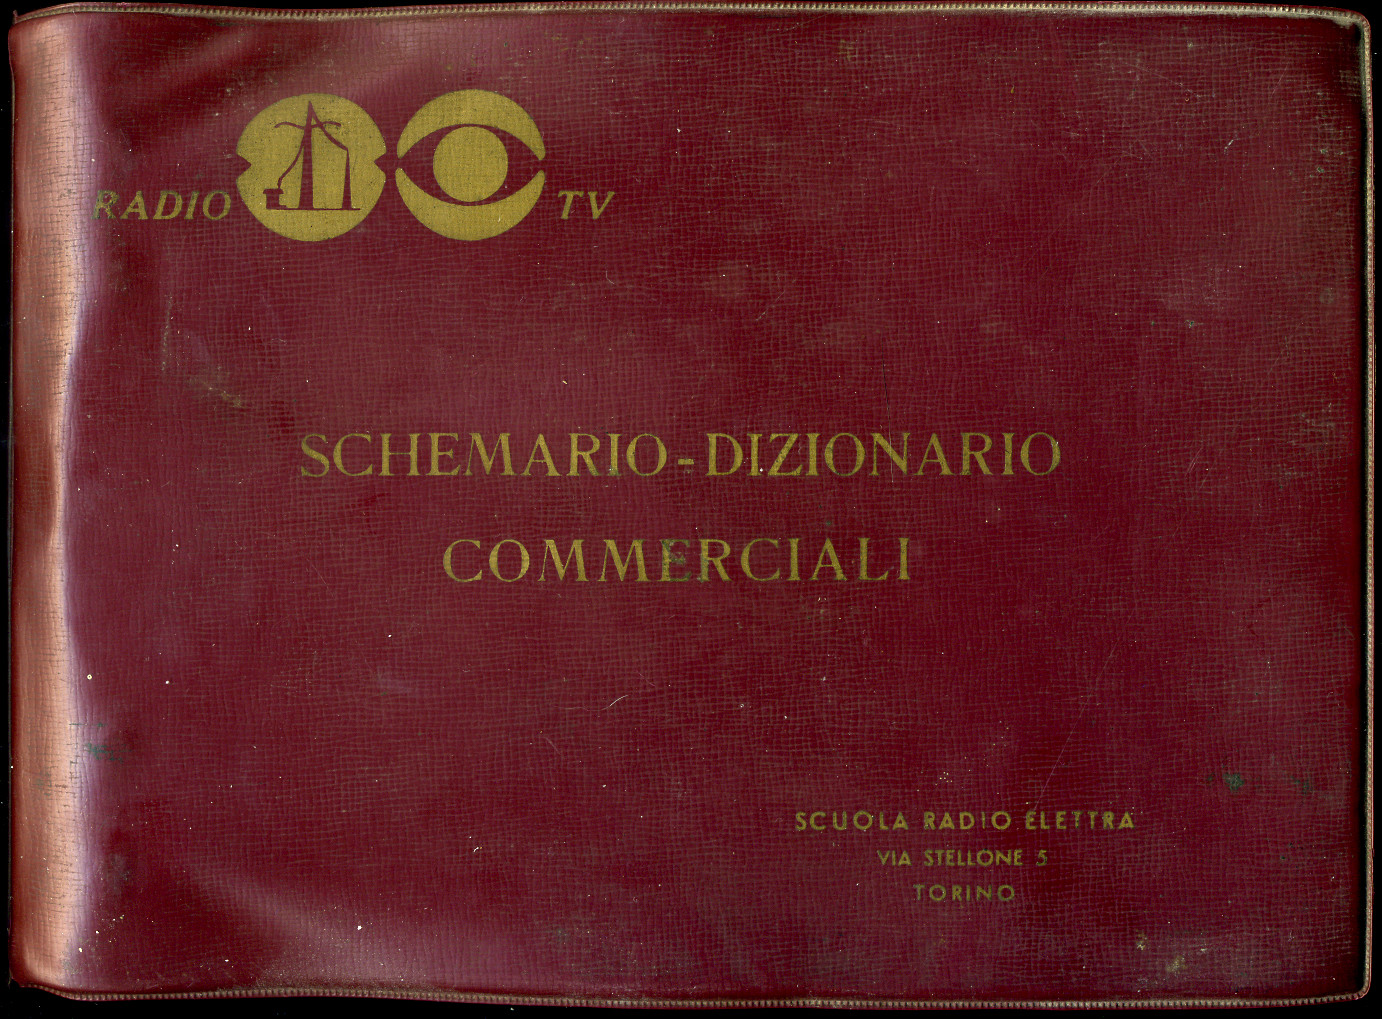 RADIO TV
SCHEMARIO-DIZIONARIO
COMMERCIALI
SCUOLA RADIO ELETTRA
VIA STELLONE 5
TORINO